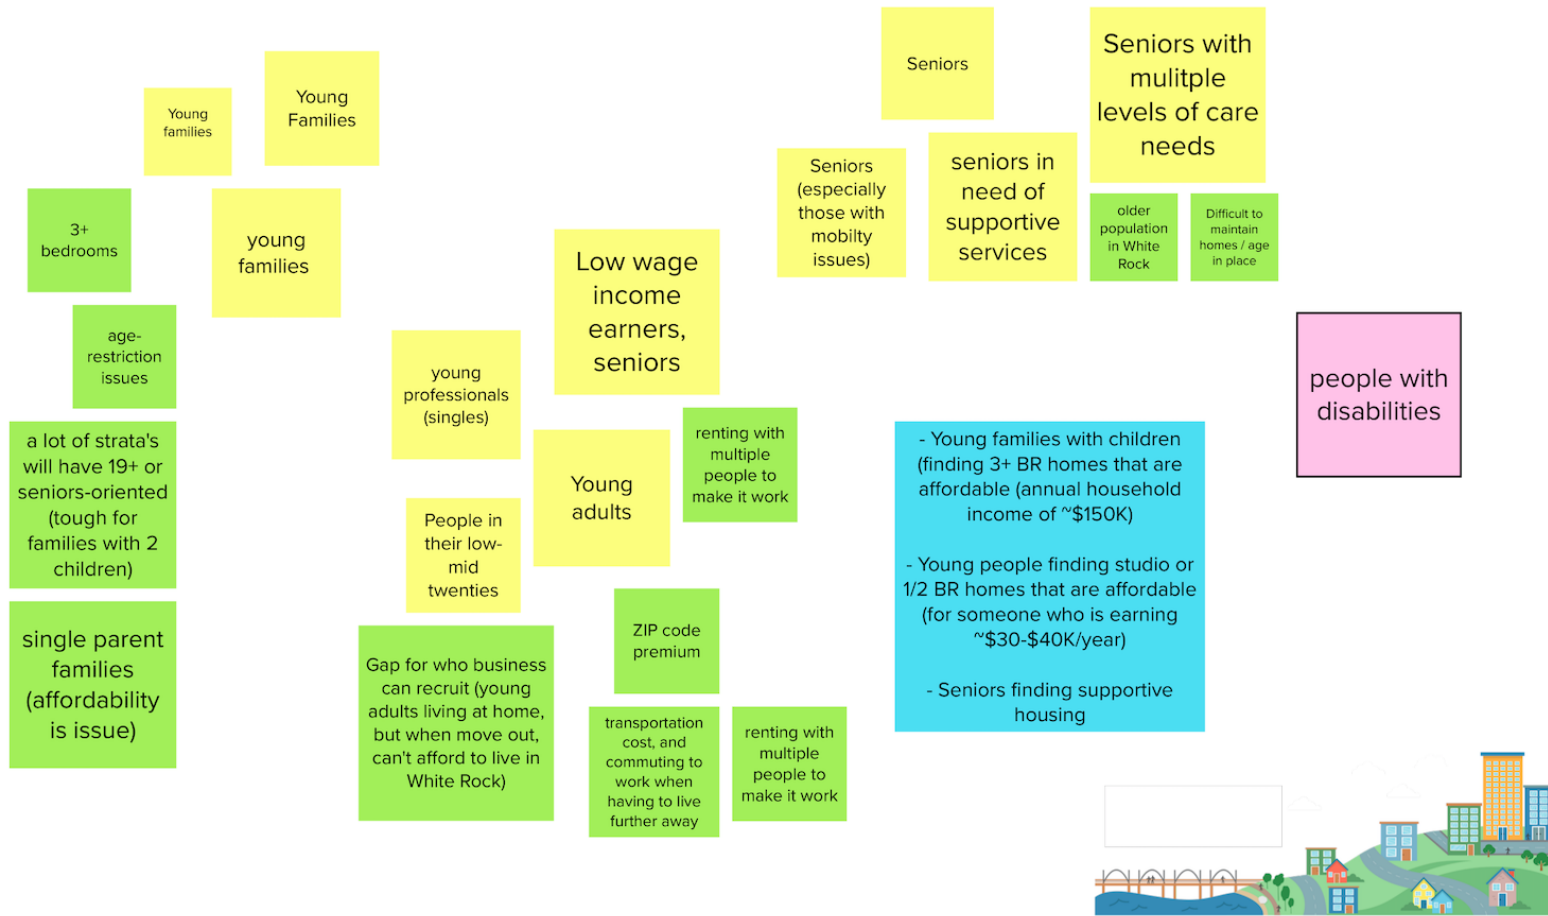 Young
families
Young
Families
3+
bedrooms
young
families
age-
restriction
issues
a lot of strata's
will have 19+ or
seniors-oriented
(tough for
families with 2
children)
single parent
families
(affordability
is issue)
Low wage
income
earners,
seniors
young
professionals
(singles)
Young
adults
renting with
multiple
people to
make it work
People in
their low-
mid
twenties
Gap for who business
can recruit (young
adults living at home,
but when move out,
can't afford to live in
White Rock)
ZIP code
premium
transportation
cost, and
commuting to
work when
having to live
further away
renting with
multiple
people to
make it work
Seniors
Seniors with
mulitple
levels of care
needs
Seniors
(especially
those with
mobilty
issues)
seniors in
need of
supportive
services
older
population
in White
Rock
Difficult to
maintain
homes / age
in place
people with
disabilities
- Young families with children
(finding 3+ BR homes that are
affordable (annual household
income of ~$150K)
- Young people finding studio or
1/2 BR homes that are affordable
(for someone who is earning
~$30-$40K/year)
- Seniors finding supportive
housing